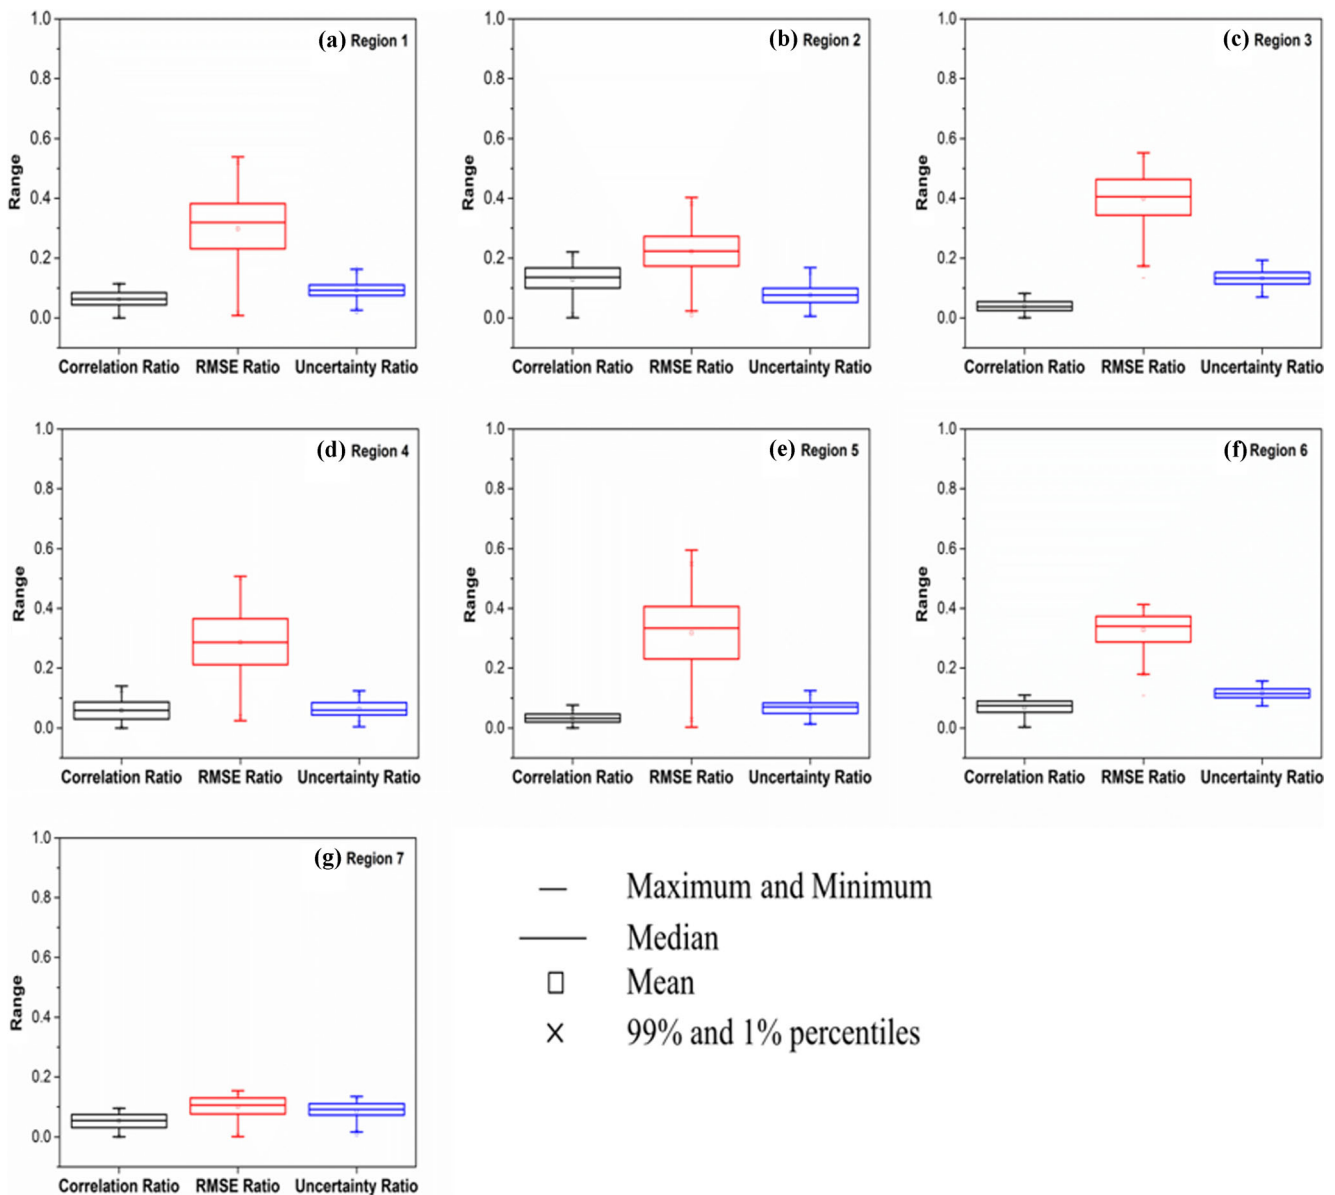 (a) Region 1
1.0
0.8
0.6
0.4
0.2
0.0
Range
Correlation Ratio RMSE Ratio Uncertainty Ratio
(b) Region 2
1.0
0.8
0.6
0.4
0.2
0.0
Range
Correlation Ratio RMSE Ratio Uncertainty Ratio
(c) Region 3
1.0
0.8
0.6
0.4
0.2
0.0
Range
Correlation Ratio RMSE Ratio Uncertainty Ratio
(d) Region 4
1.0
0.8
0.6
0.4
0.2
0.0
Range
Correlation Ratio RMSE Ratio Uncertainty Ratio
(e) Region 5
1.0
0.8
0.6
0.4
0.2
0.0
Range
Correlation Ratio RMSE Ratio Uncertainty Ratio
(f) Region 6
1.0
0.8
0.6
0.4
0.2
0.0
Range
Correlation Ratio RMSE Ratio Uncertainty Ratio
(g) Region 7
1.0
0.8
0.6
0.4
0.2
0.0
Range
Correlation Ratio RMSE Ratio Uncertainty Ratio
Maximum and Minimum
Median
Mean
99% and 1% percentiles